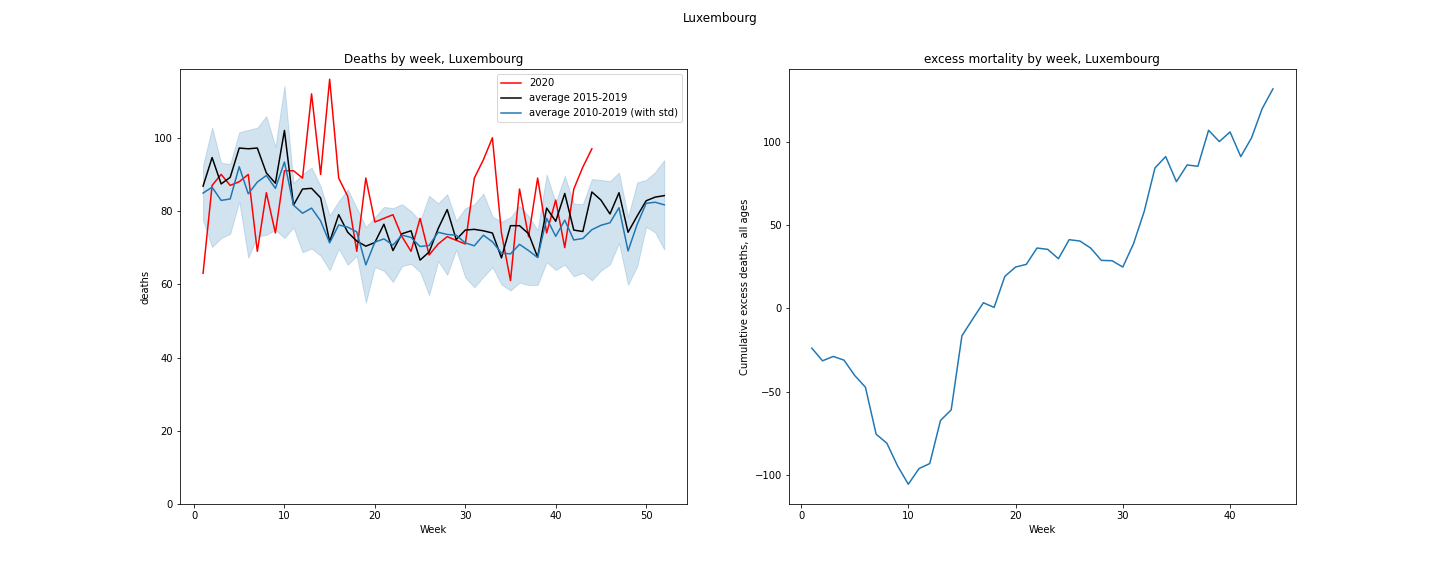 Luxembourg
Deaths by week, Luxembourg
2020
average 2015-2019
average 2010-2019 (with std)
deaths
100
80
60
40
20
0
0 10 20 30 40 50
Week
excess mortality by week, Luxembourg
Cumulative excess deaths, all ages
100
50
0
−50
−100
0 10 20 30 40
Week